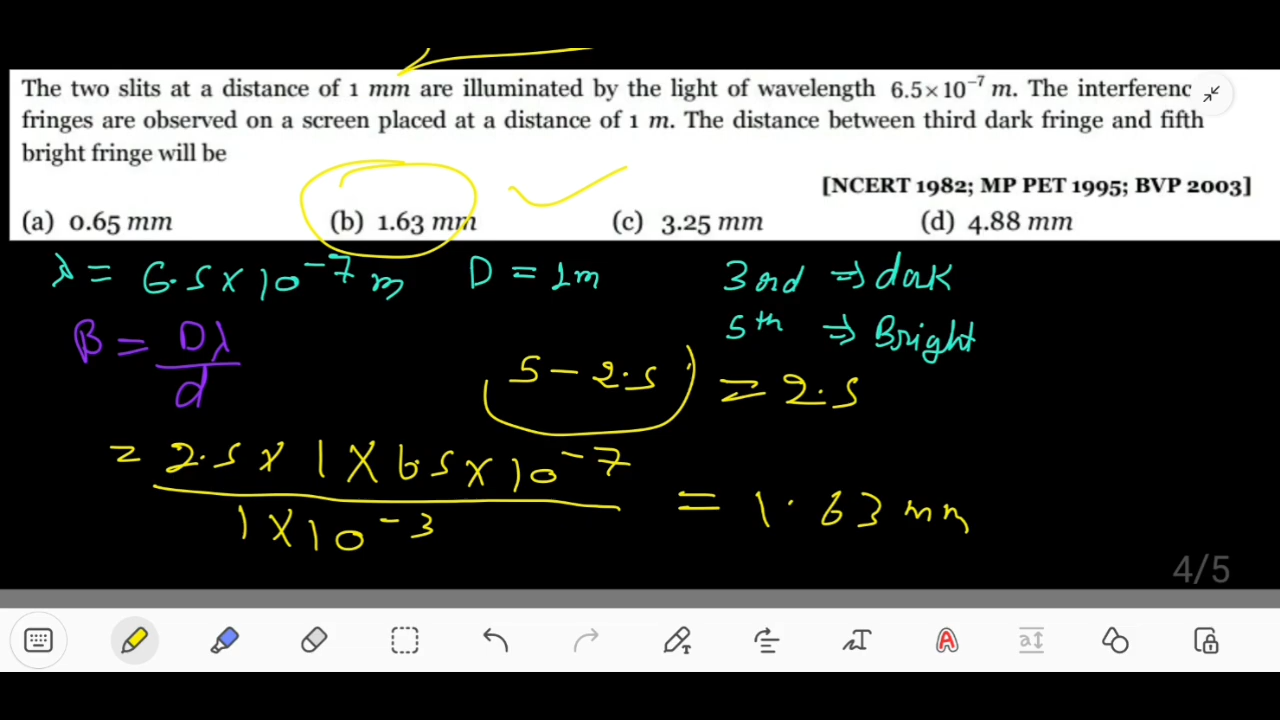 The two slits at a distance of 1 mm are illuminated by the light of wavelength 6.5×10⁻⁷ m. The interferenc
fringes are observed on a screen placed at a distance of 1 m. The distance between third dark fringe and fifth
bright fringe will be
[NCERT 1982; MP PET 1995; BVP 2003]
(a) 0.65 mm (b) 1.63 mm (c) 3.25 mm (d) 4.88 mm
λ = 6.5×10⁻⁷ m D = 1m 3rd ⇒ dark
5th ⇒ Bright
β = Dλ/d
5 - 2.5 = 2.5
= 2.5 × 1 × 6.5 × 10⁻⁷ / 1×10⁻³ = 1.63 mm
4/5